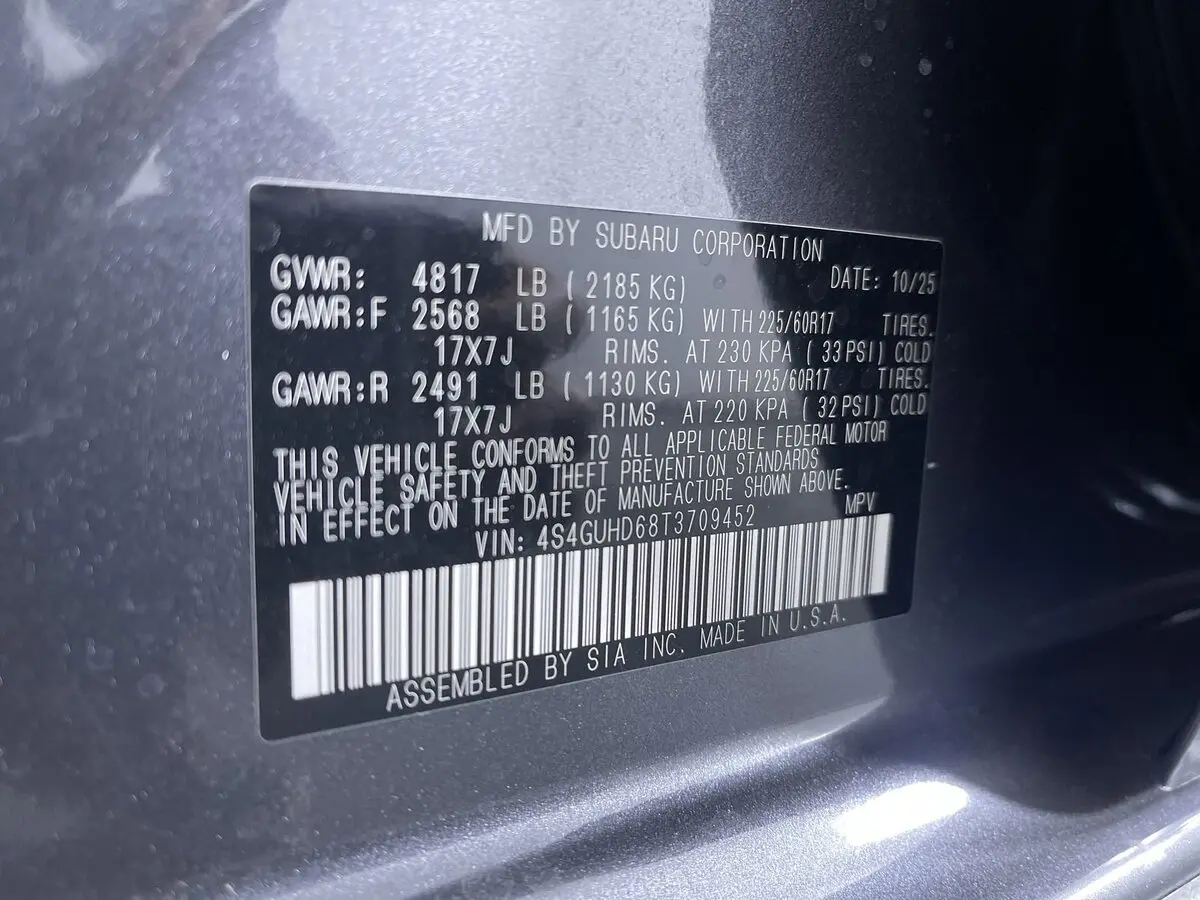 MFD BY SUBARU CORPORATION
GVWR: 4817 LB ( 2185 KG) DATE: 10/25
GAWR:F 2568 LB ( 1165 KG) WITH 225/60R17 TIRES.
17X7J RIMS. AT 230 KPA ( 33 PSI) COLD
GAWR:R 2491 LB ( 1130 KG) WITH 225/60R17 TIRES.
17X7J RIMS. AT 220 KPA ( 32 PSI) COLD
THIS VEHICLE CONFORMS TO ALL APPLICABLE FEDERAL MOTOR
VEHICLE SAFETY AND THEFT PREVENTION STANDARDS
IN EFFECT ON THE DATE OF MANUFACTURE SHOWN ABOVE.
VIN: 4S4GUHD68T3709452 MPV
ASSEMBLED BY SIA INC. MADE IN U.S.A.